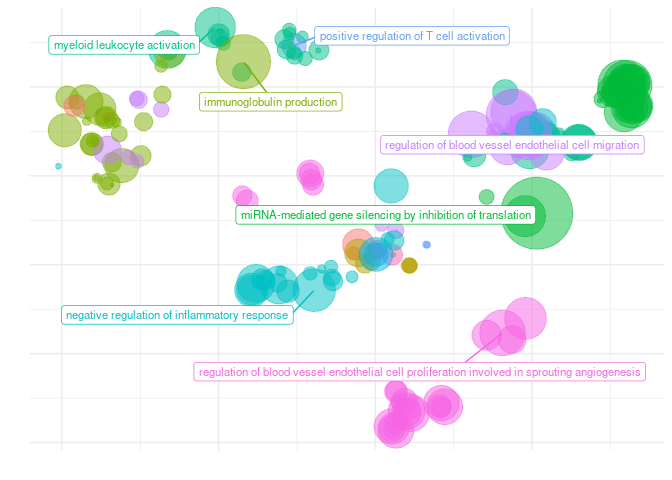 positive regulation of T cell activation
myeloid leukocyte activation
immunoglobulin production
regulation of blood vessel endothelial cell migration
miRNA-mediated gene silencing by inhibition of translation
negative regulation of inflammatory response
regulation of blood vessel endothelial cell proliferation involved in sprouting angiogenesis